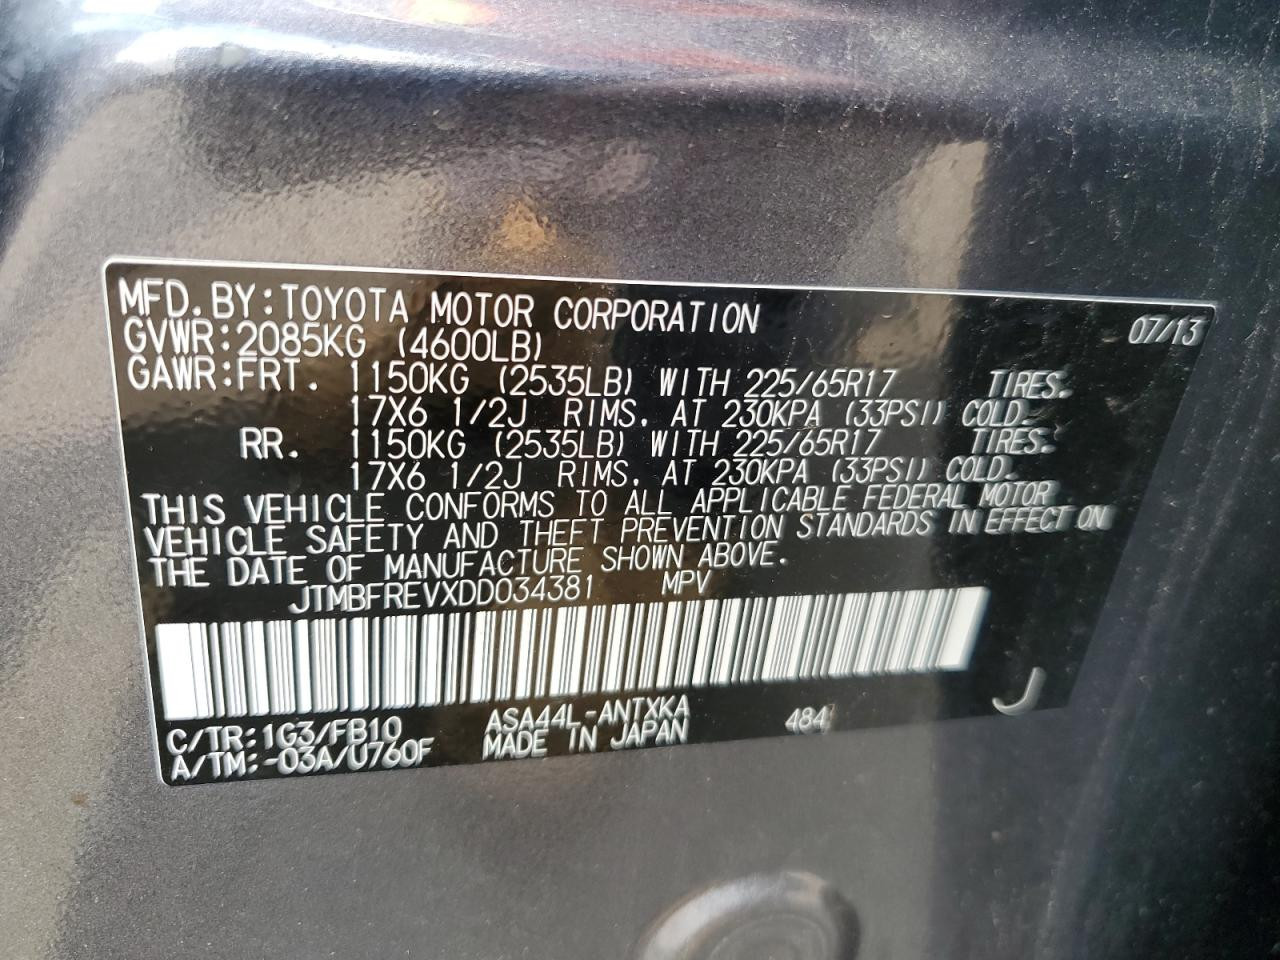 MFD.BY:TOYOTA MOTOR CORPORATION 07/13
GVWR:2085KG (4600LB)
GAWR:FRT. 1150KG (2535LB) WITH 225/65R17 TIRES.
17X6 1/2J RIMS. AT 230KPA (33PSI) COLD.
RR. 1150KG (2535LB) WITH 225/65R17 TIRES.
17X6 1/2J RIMS. AT 230KPA (33PSI) COLD.
THIS VEHICLE CONFORMS TO ALL APPLICABLE FEDERAL MOTOR
VEHICLE SAFETY AND THEFT PREVENTION STANDARDS IN EFFECT ON
THE DATE OF MANUFACTURE SHOWN ABOVE.
JTMBFREVXDD034381 MPV
J
C/TR:1G3/FB10 ASA44L-ANTXKA 484
A/TM:-03A/U760F MADE IN JAPAN